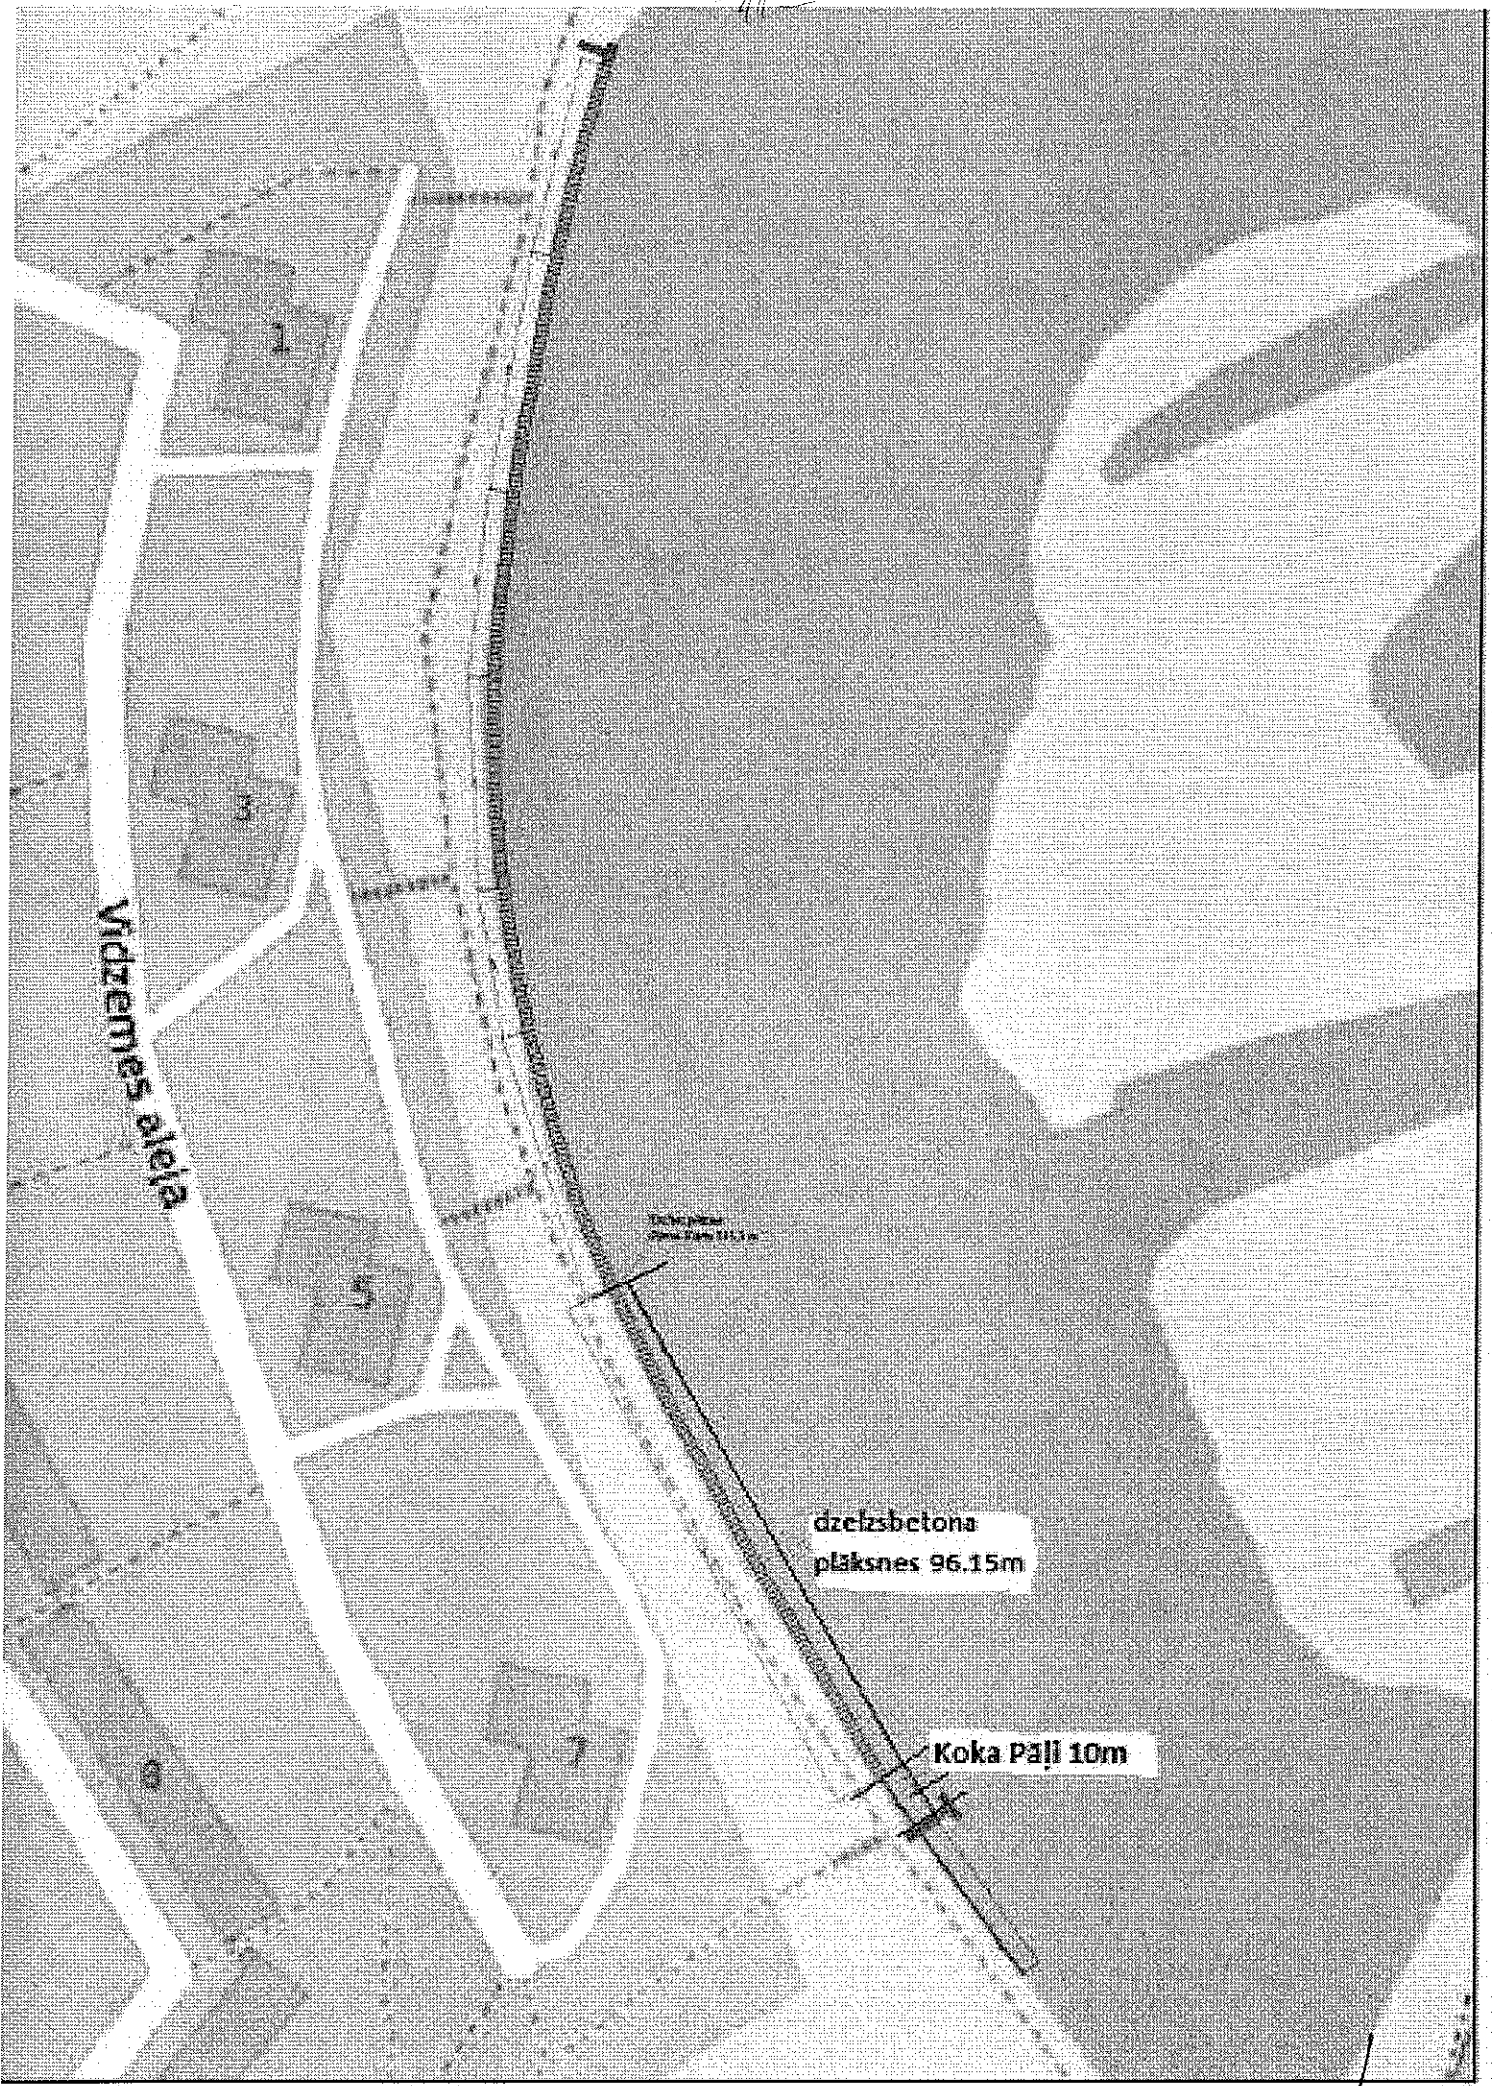 1
3
Vidzemes aleja
5
dzelzsbetona
plāksnes 96.15m
Koka Pāļi 10m
7